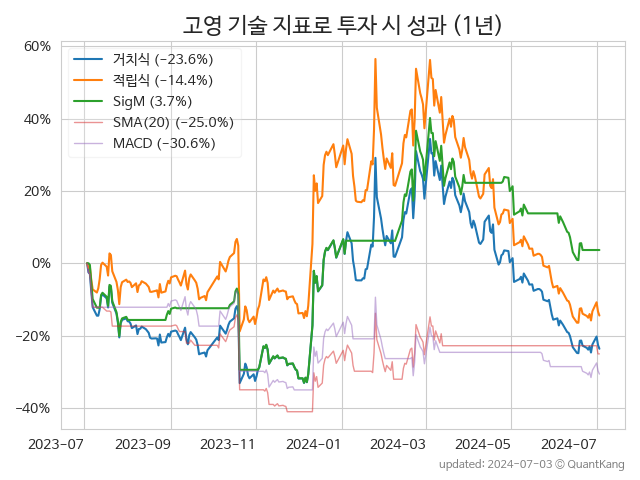 고영 기술 지표로 투자 시 성과 (1년)
60%
40%
20%
0%
−20%
−40%
거치식 (−23.6%)
적립식 (−14.4%)
SigM (3.7%)
SMA(20) (−25.0%)
MACD (−30.6%)
2023-07
2023-09
2023-11
2024-01
2024-03
2024-05
2024-07
updated: 2024-07-03 © QuantKang